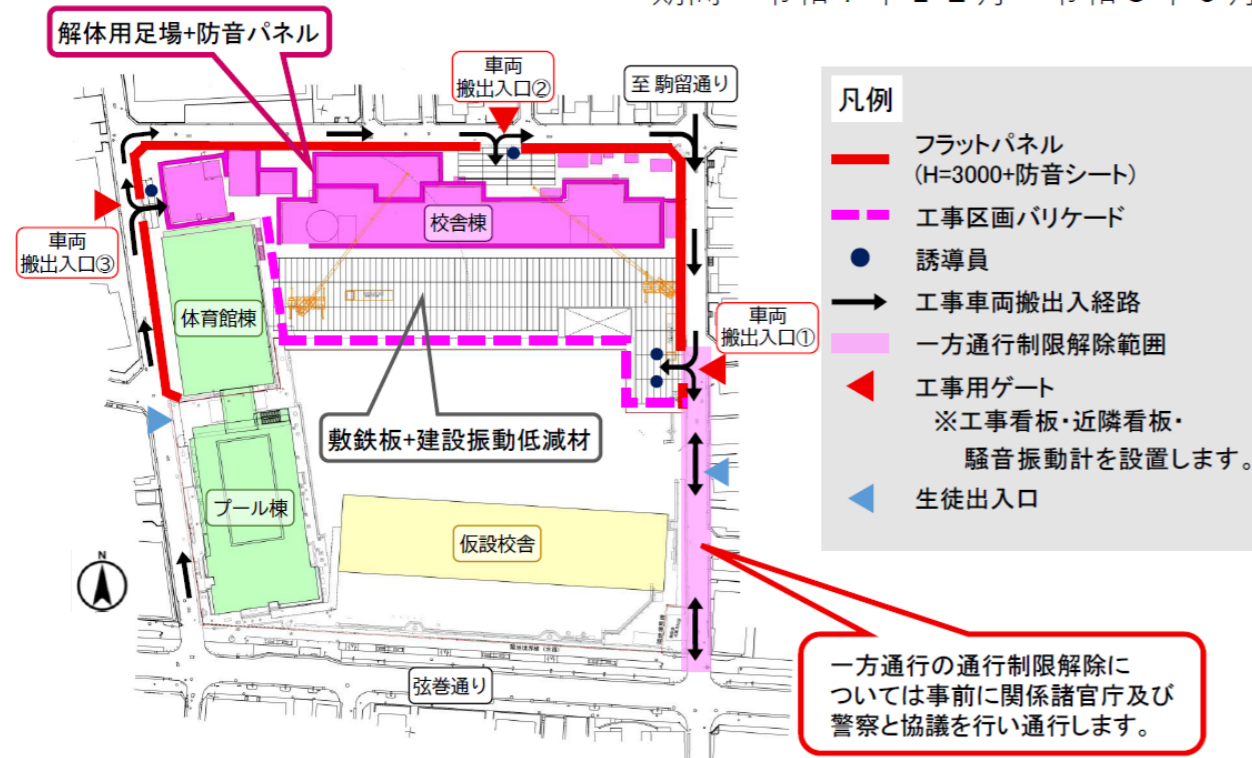 解体用足場+防音パネル
車両
搬出入口②
至 駒留通り
車両
搬出入口③
校舎棟
体育館棟
車両
搬出入口①
敷鉄板+建設振動低減材
プール棟
仮設校舎
N
弦巻通り
凡例
フラットパネル
(H=3000+防音シート)
工事区画バリケード
誘導員
工事車両搬出入経路
一方通行制限解除範囲
工事用ゲート
※工事看板・近隣看板・
騒音振動計を設置します。
生徒出入口
一方通行の通行制限解除に
ついては事前に関係諸官庁及び
警察と協議を行い通行します。